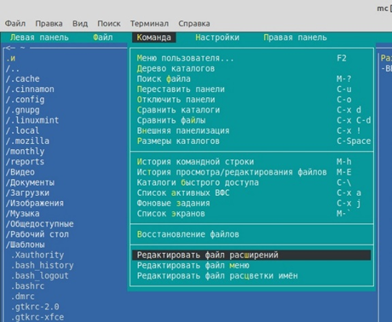 mc[
Файл Правка Вид Поиск Терминал Справка
Левая панель Файл Команда Настройки Правая панель
<— ~
.и
/..
/.cache
/.cinnamon
/.config
/.gnupg
/.linuxmint
/.local
/.mozilla
/monthly
/reports
/Видео
/Документы
/Загрузки
/Изображения
/Музыка
/Общедоступные
/Рабочий стол
/Шаблоны
.Xauthority
.bash_history
.bash_logout
.bashrc
.dmrc
.gtkrc-2.0
.gtkrc-xfce
Меню пользователя... F2
Дерево каталогов
Поиск файла M-?
Переставить панели C-u
Отключить панели C-o
Сравнить каталоги C-x d
Сравнить файлы C-x C-d
Внешняя панелизация C-x !
Размеры каталогов C-Space
История командной строки M-h
История просмотра/редактирования файлов M-E
Каталоги быстрого доступа C-\
Список активных ВФС C-x a
Фоновые задания C-x j
Список экранов M-`
Восстановление файлов
Редактировать файл расширений
Редактировать файл меню
Редактировать файл расцветки имён